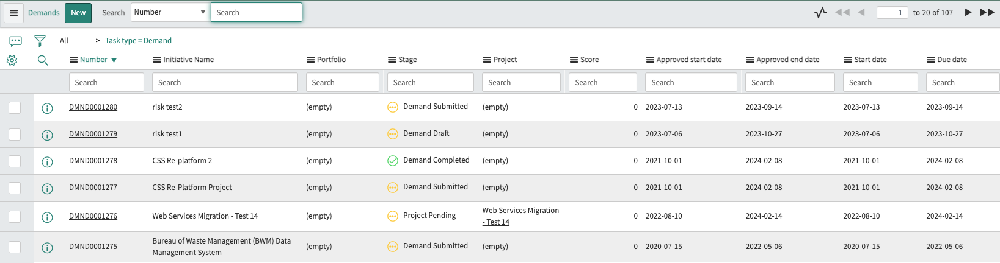 Demands New Search Number Search 1 to 20 of 107
All > Task type = Demand
Number Initiative Name Portfolio Stage Project Score Approved start date Approved end date Start date Due date
Search Search Search Search Search Search Search Search Search Search
DMND0001280 risk test2 (empty) Demand Submitted (empty) 0 2023-07-13 2023-09-14 2023-07-13 2023-09-14
DMND0001279 risk test1 (empty) Demand Draft (empty) 0 2023-07-06 2023-10-27 2023-07-06 2023-10-27
DMND0001278 CSS Re-platform 2 (empty) Demand Completed (empty) 0 2021-10-01 2024-02-08 2021-10-01 2024-02-08
DMND0001277 CSS Re-Platform Project (empty) Demand Submitted (empty) 0 2021-10-01 2024-02-08 2021-10-01 2024-02-08
DMND0001276 Web Services Migration - Test 14 (empty) Project Pending Web Services Migration
- Test 14 0 2022-08-10 2024-02-14 2022-08-10 2024-02-14
DMND0001275 Bureau of Waste Management (BWM) Data
Management System (empty) Demand Submitted (empty) 0 2020-07-15 2022-05-06 2020-07-15 2022-05-06